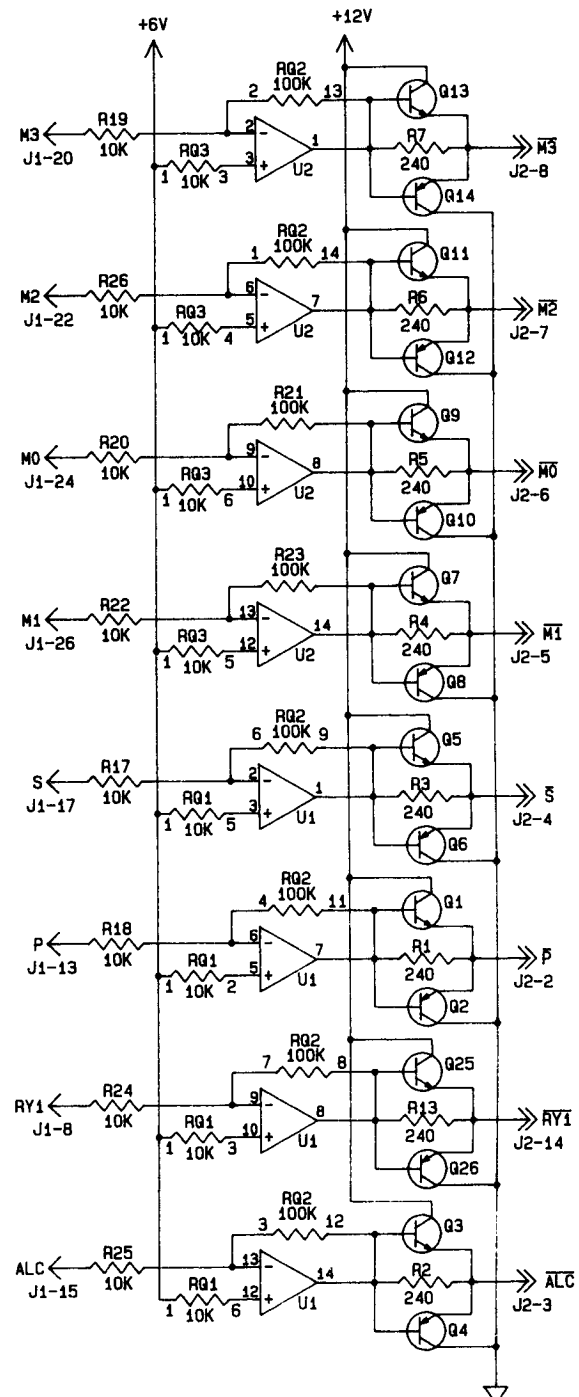 +6V +12V
RQ2
100K
2 13
Q13
R19
M3 2 - 1 R7 M3
10K
J1-20 RQ3 3 + 240 J2-8
1 10K 3 U2
Q14
RQ2
100K
1 14
Q11
R26
M2 6 - 7 R6 M2
10K
J1-22 RQ3 5 + 240 J2-7
1 10K 4 U2
Q12
R21
100K
Q9
R20
M0 9 - 8 R5 M0
10K
J1-24 RQ3 10 + 240 J2-6
1 10K 6 U2
Q10
R23
100K
Q7
R22
M1 13 - 14 R4 M1
10K
J1-26 RQ3 12 + 240 J2-5
1 10K 5 U2
Q8
RQ2
6 100K 9
Q5
R17
S 2 - 1 R3 S
10K
J1-17 RQ1 3 + 240 J2-4
1 10K 5 U1
Q6
RQ2
4 100K 11
Q1
R18
P 6 - 7 R1 P
10K
J1-13 RQ1 5 + 240 J2-2
1 10K 2 U1
Q2
RQ2
7 100K 8
Q25
R24
RY1 9 - 8 R13 RY1
10K
J1-8 RQ1 10 + 240 J2-14
1 10K 3 U1
Q26
RQ2
100K
3 12
Q3
R25
ALC 13 - 14 R2 ALC
10K
J1-15 RQ1 12 + 240 J2-3
1 10K 6 U1
Q4